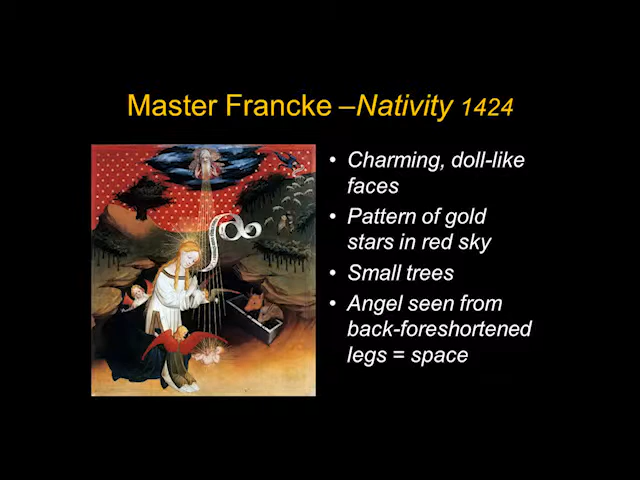 Master Francke –Nativity 1424
• Charming, doll-like
faces
• Pattern of gold
stars in red sky
• Small trees
• Angel seen from
back-foreshortened
legs = space